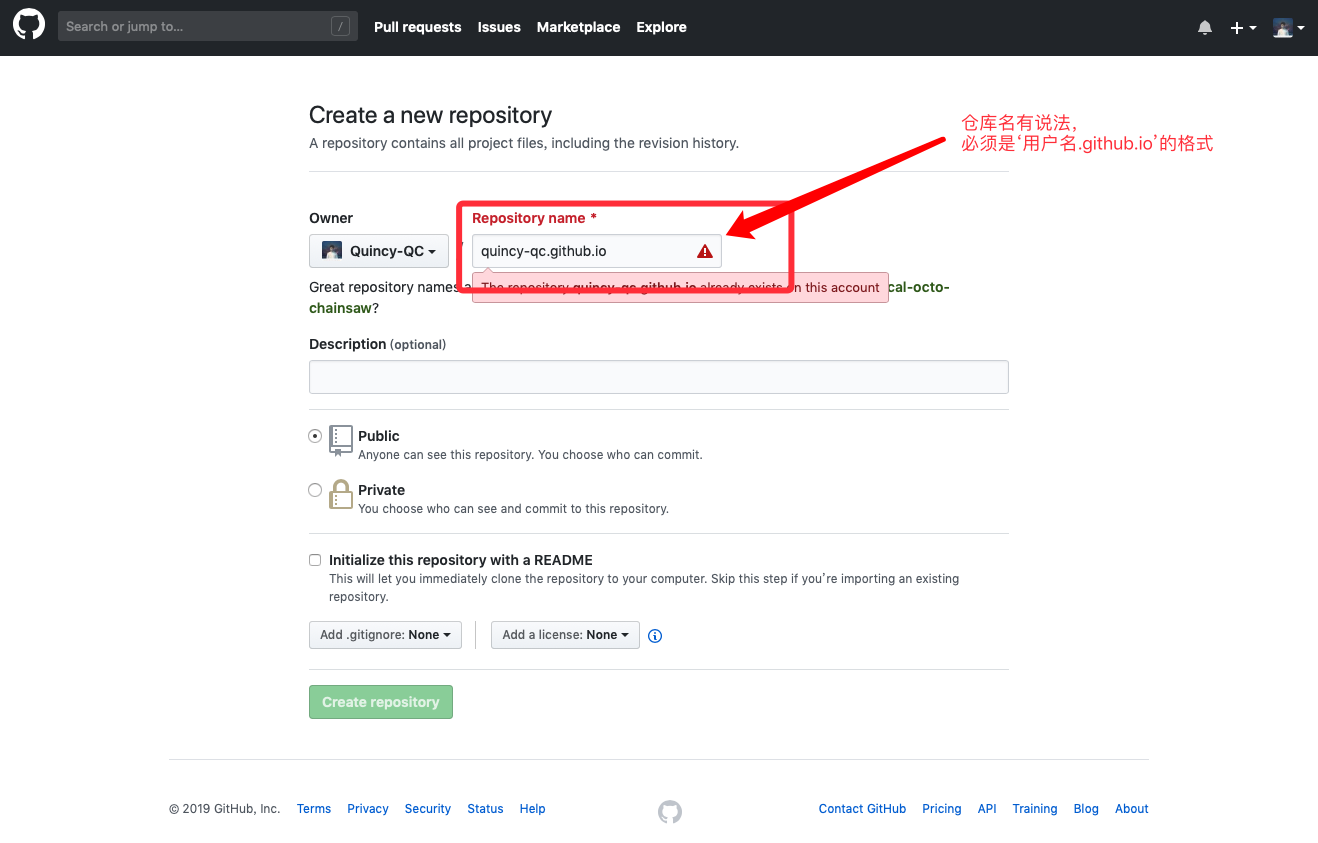 Search or jump to… /
Pull requests Issues Marketplace Explore
Create a new repository
A repository contains all project files, including the revision history.
仓库名有说法,
必须是‘用户名.github.io’的格式
Owner
Repository name *
Quincy-QC
/
quincy-qc.github.io
The repository quincy-qc.github.io already exists on this account
Great repository names a
cal-octo-
chainsaw?
Description (optional)
Public
Anyone can see this repository. You choose who can commit.
Private
You choose who can see and commit to this repository.
Initialize this repository with a README
This will let you immediately clone the repository to your computer. Skip this step if you’re importing an existing
repository.
Add .gitignore: None
Add a license: None
Create repository
© 2019 GitHub, Inc. Terms Privacy Security Status Help
Contact GitHub Pricing API Training Blog About